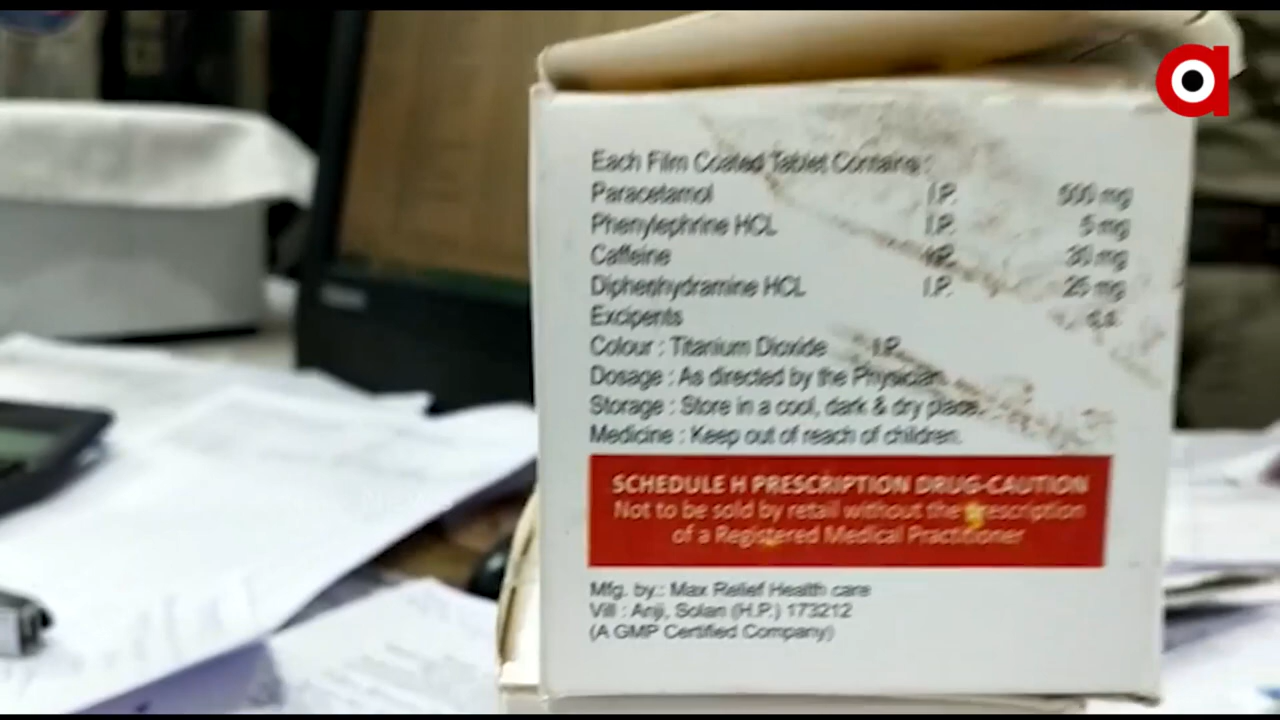 Each Film Coated Tablet Contains :
Paracetamol I.P. 500 mg
Phenylephrine HCL I.P. 5 mg
Caffeine I.P. 30 mg
Diphenhydramine HCL I.P. 25 mg
Excipents q.s.
Colour : Titanium Dioxide I.P.
Dosage : As directed by the Physician.
Storage : Store in a cool, dark & dry place.
Medicine : Keep out of reach of children.
SCHEDULE H PRESCRIPTION DRUG-CAUTION
Not to be sold by retail without the prescription
of a Registered Medical Practitioner
Mfg. by.: Max Relief Health care
Vill : Anji, Solan (H.P.) 173212
(A GMP Certified Company)